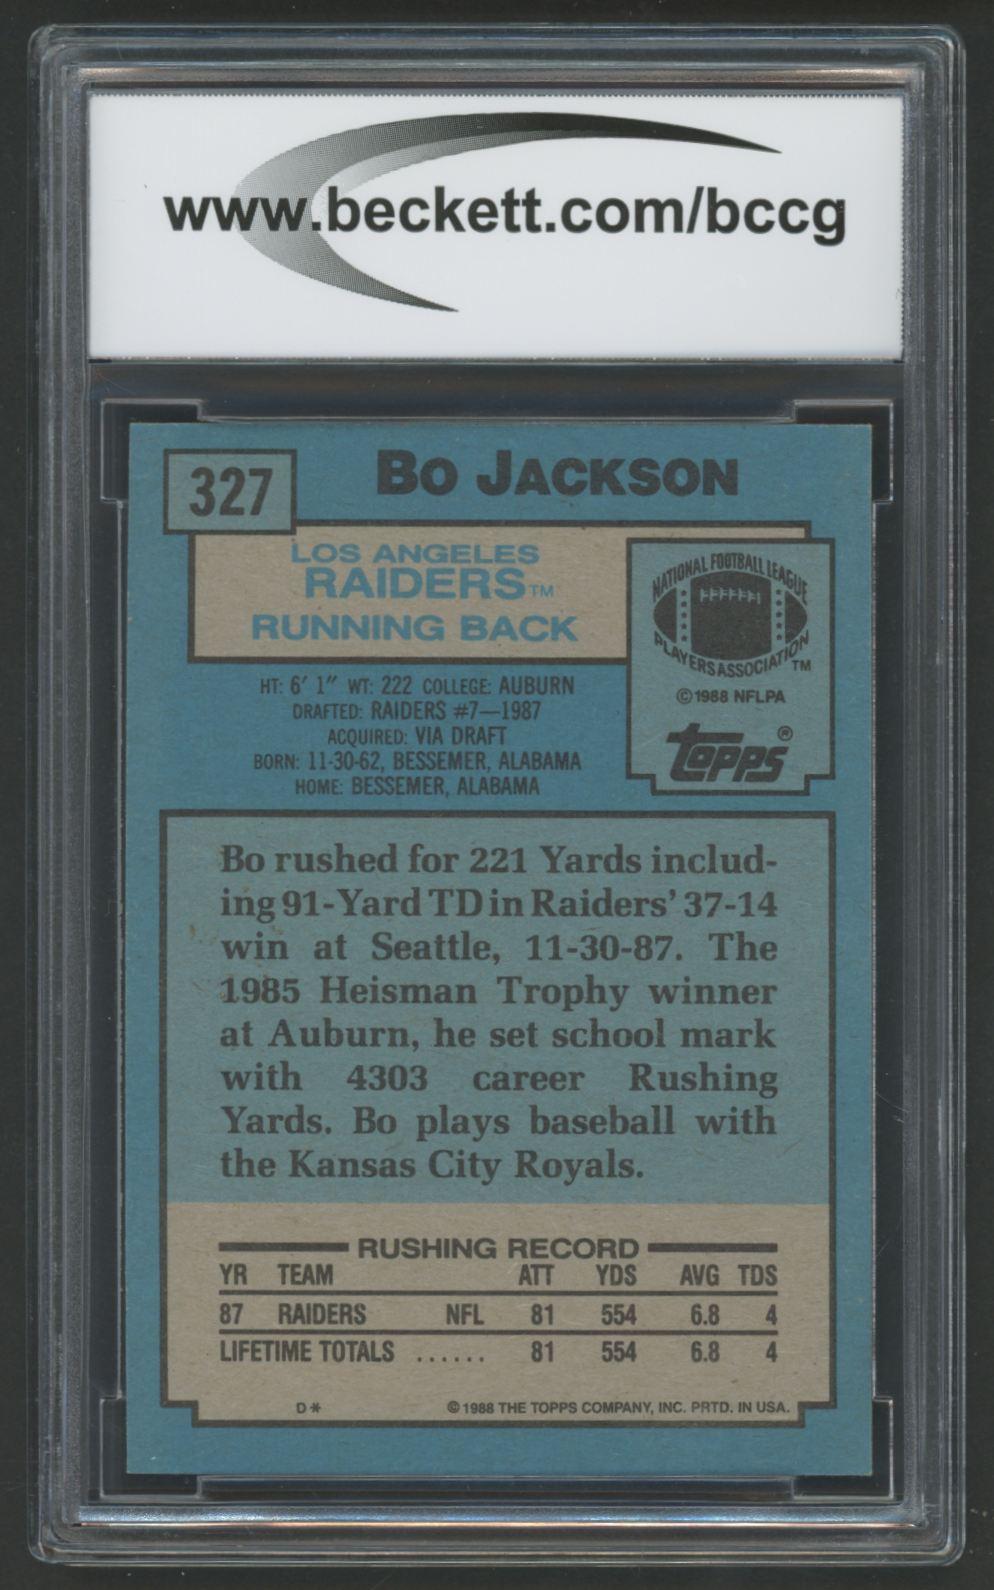 www.beckett.com/bccg
327
BO JACKSON
LOS ANGELES
RAIDERS™
RUNNING BACK
NATIONAL FOOTBALL LEAGUE
PLAYERS ASSOCIATION™
©1988 NFLPA
topps®
HT: 6' 1" WT: 222 COLLEGE: AUBURN
DRAFTED: RAIDERS #7—1987
ACQUIRED: VIA DRAFT
BORN: 11-30-62, BESSEMER, ALABAMA
HOME: BESSEMER, ALABAMA
Bo rushed for 221 Yards includ-
ing 91-Yard TD in Raiders' 37-14
win at Seattle, 11-30-87. The
1985 Heisman Trophy winner
at Auburn, he set school mark
with 4303 career Rushing
Yards. Bo plays baseball with
the Kansas City Royals.
RUSHING RECORD
YR TEAM ATT YDS AVG TDS
87 RAIDERS NFL 81 554 6.8 4
LIFETIME TOTALS ...... 81 554 6.8 4
D* ©1988 THE TOPPS COMPANY, INC. PRTD. IN USA.